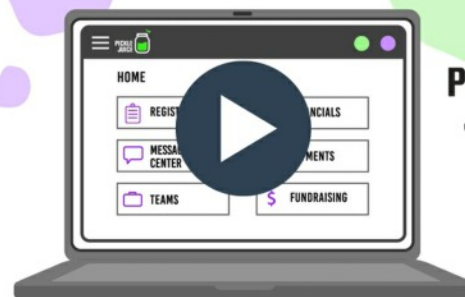 PICKLE
JUICE
HOME
REGIST
NCIALS
MESSA
CENTER
MENTS
TEAMS
$ FUNDRAISING
P